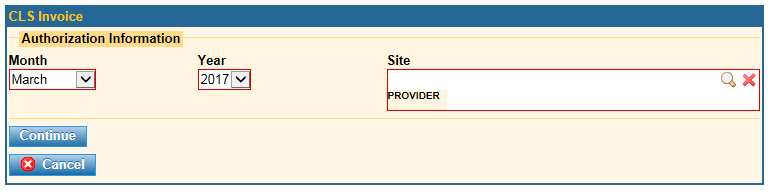 CLS Invoice
Authorization Information
Month Year Site
March 2017
PROVIDER
Continue
Cancel